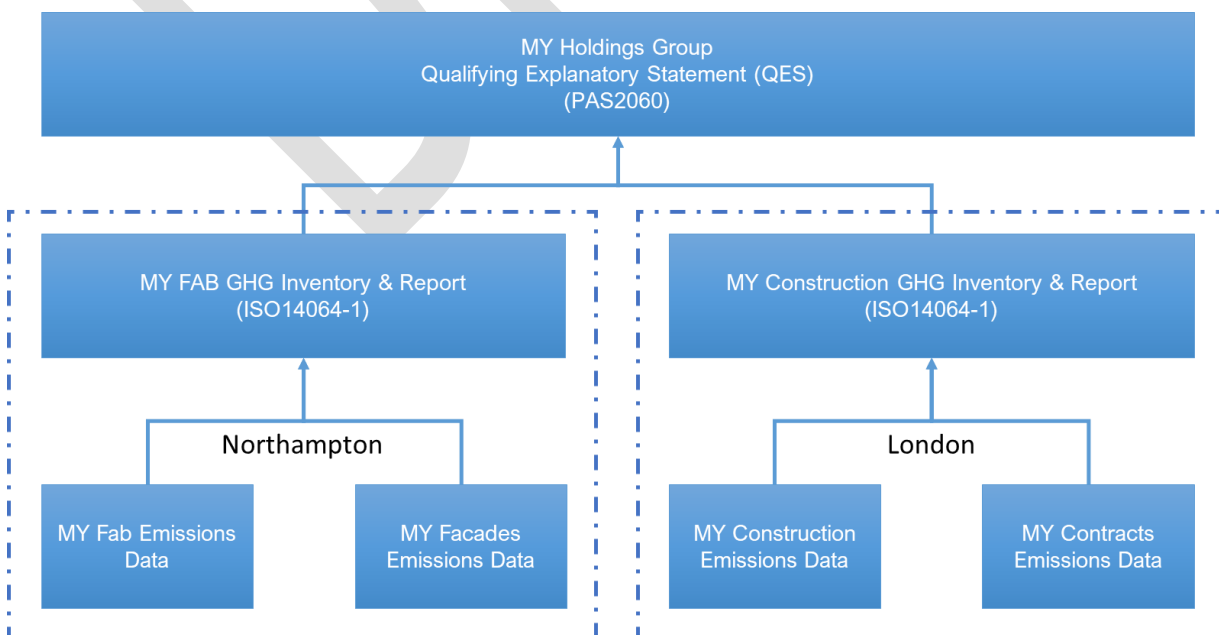 MY Holdings Group
Qualifying Explanatory Statement (QES)
(PAS2060)
MY FAB GHG Inventory & Report
(ISO14064-1)
MY Construction GHG Inventory & Report
(ISO14064-1)
Northampton
London
MY Fab Emissions
Data
MY Facades
Emissions Data
MY Construction
Emissions Data
MY Contracts
Emissions Data